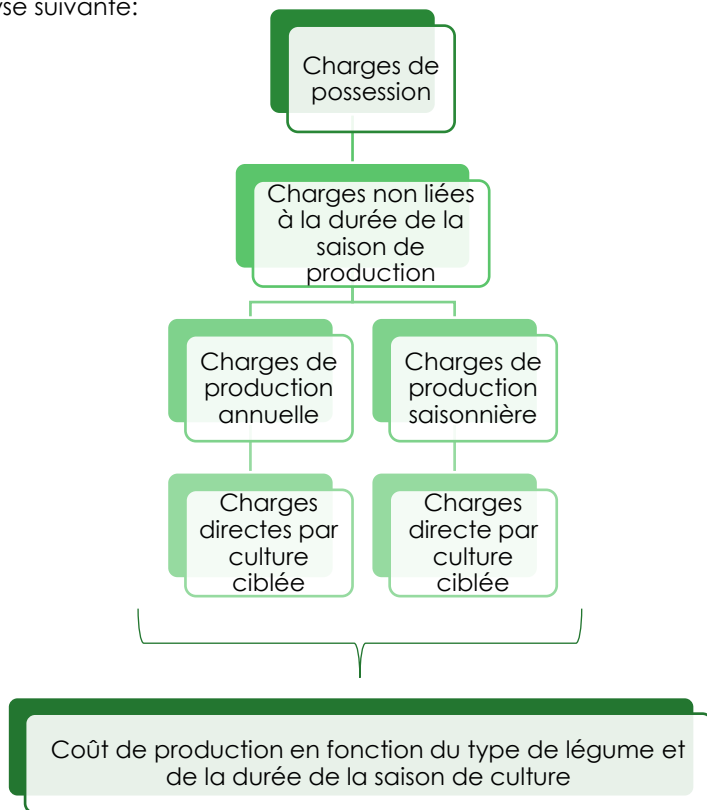 yse suivante:
Charges de
possession
Charges non liées
à la durée de la
saison de
production
Charges de
production
annuelle
Charges de
production
saisonnière
Charges
directes par
culture
ciblée
Charges
directe par
culture
ciblée
Coût de production en fonction du type de légume et
de la durée de la saison de culture